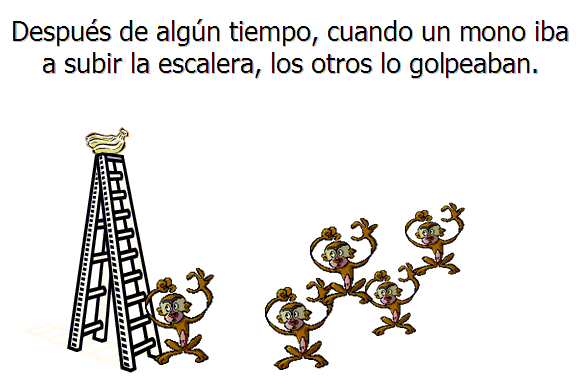 Después de algún tiempo, cuando un mono iba
a subir la escalera, los otros lo golpeaban.